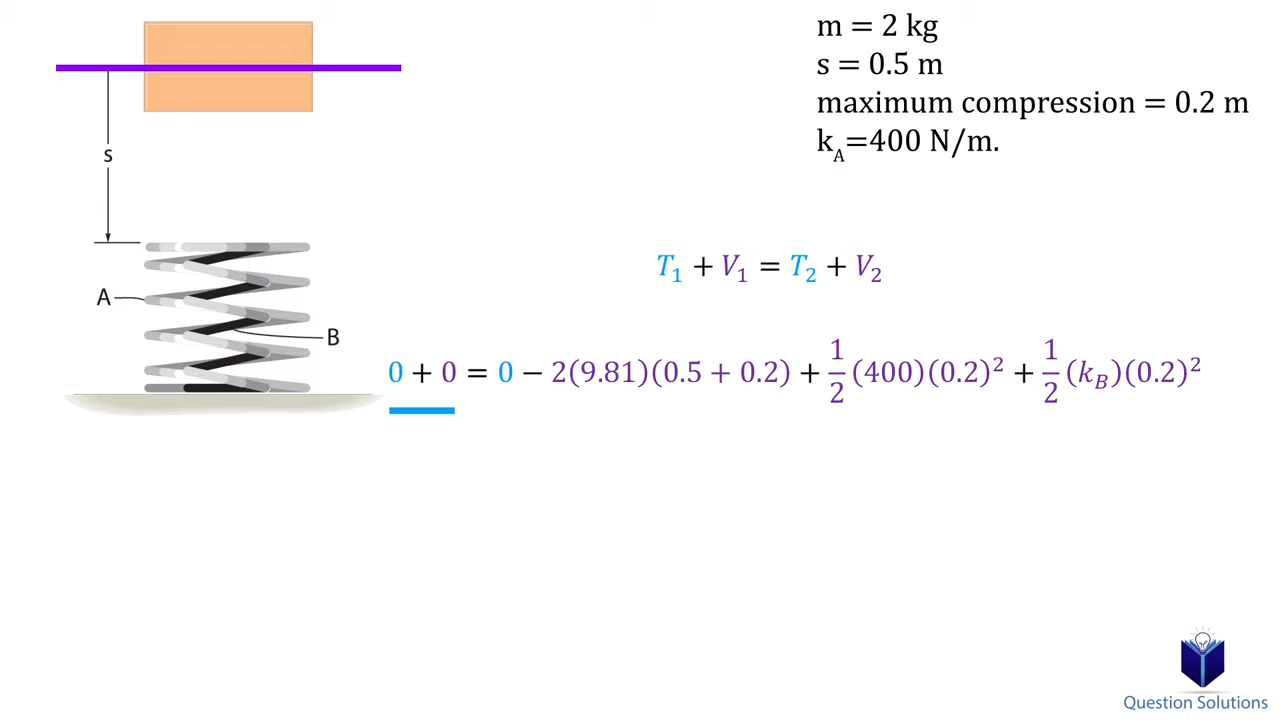 m = 2 kg
s = 0.5 m
maximum compression = 0.2 m
k_A=400 N/m.
s
A
B
T₁ + V₁ = T₂ + V₂
0 + 0 = 0 − 2(9.81)(0.5 + 0.2) + 1/2 (400)(0.2)² + 1/2 (k_B)(0.2)²
Question Solutions